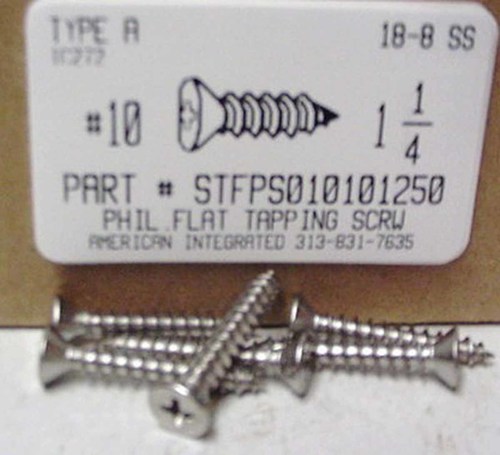 TYPE A 18-8 SS
IC272
#10 1 1/4
PART # STFPS010101250
PHIL.FLAT TAPPING SCRW
AMERICAN INTEGRATED 313-831-7635